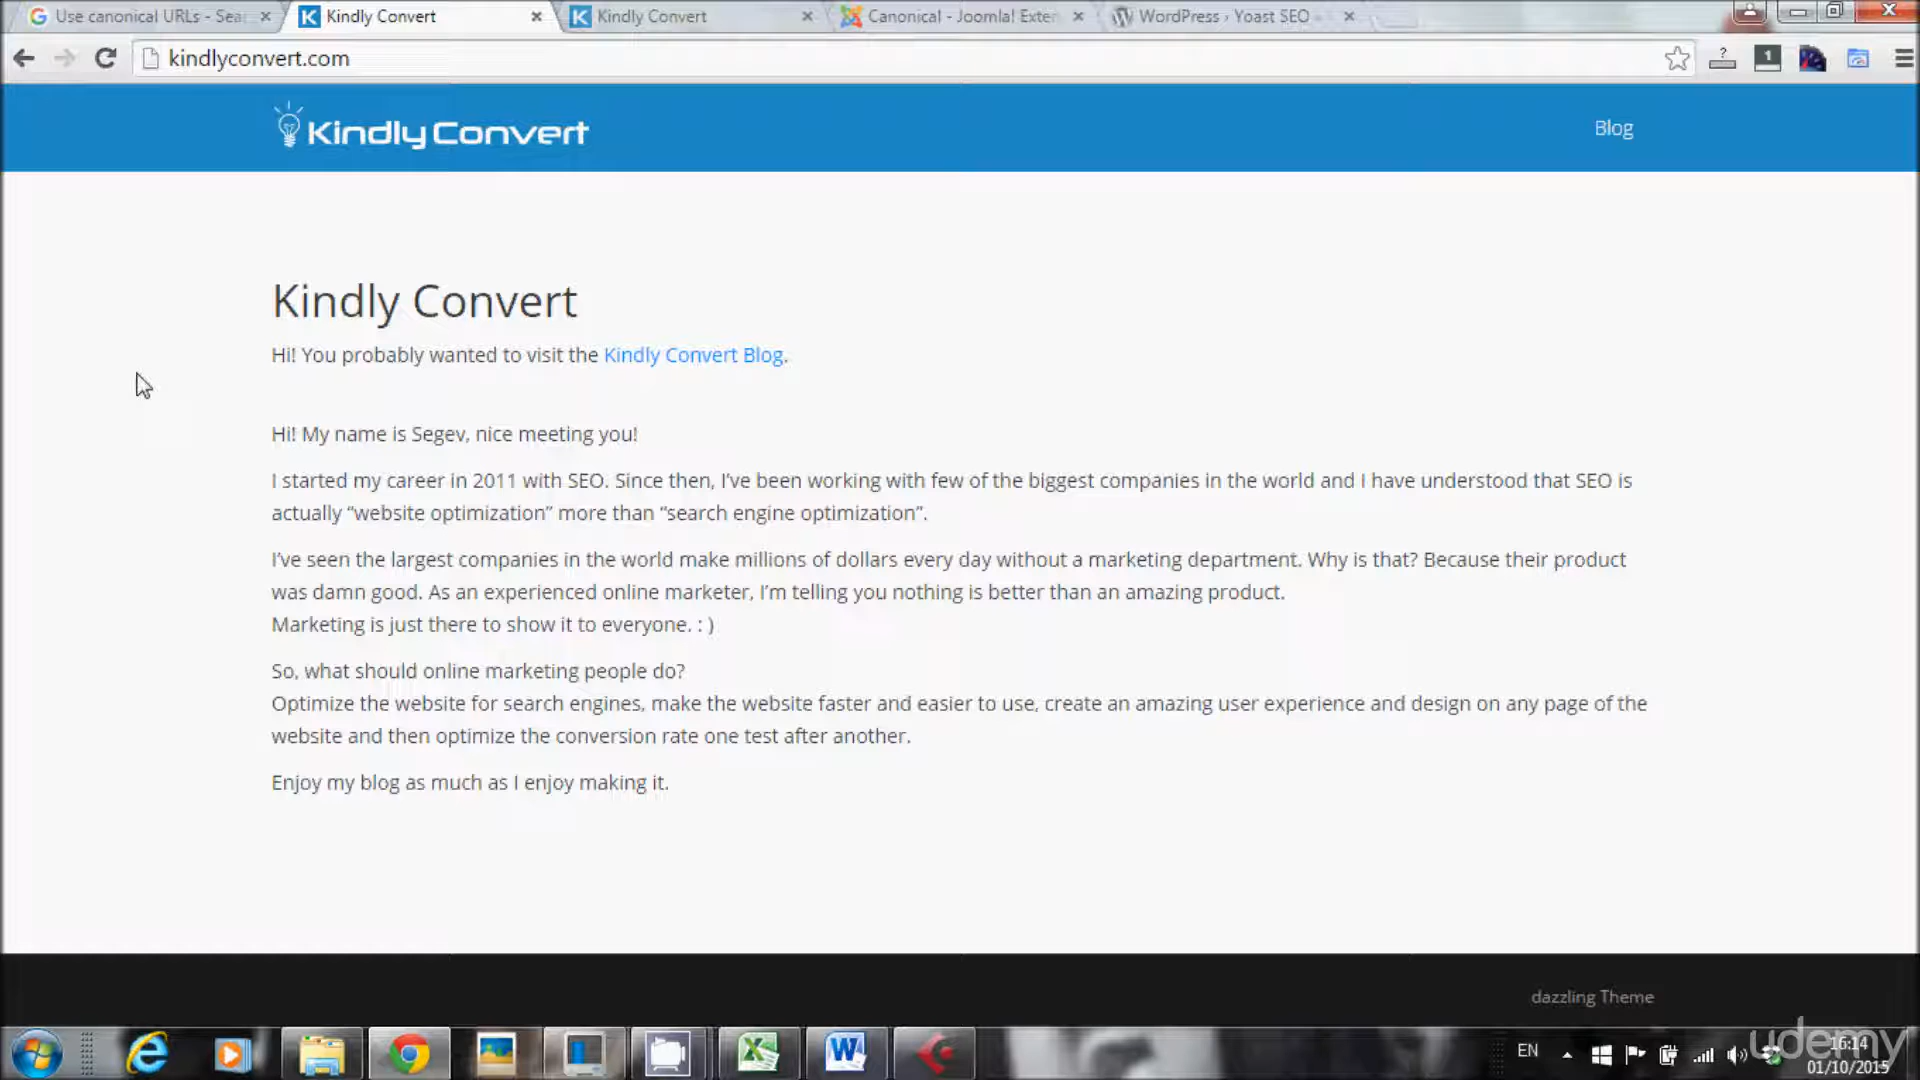 Use canonical URLs - Sea
Kindly Convert
Kindly Convert
Canonical - Joomla! Exter
WordPress › Yoast SEO
kindlyconvert.com
?
1
Kindly Convert
Blog
Kindly Convert
Hi! You probably wanted to visit the Kindly Convert Blog.
Hi! My name is Segev, nice meeting you!
I started my career in 2011 with SEO. Since then, I’ve been working with few of the biggest companies in the world and I have understood that SEO is
actually “website optimization” more than “search engine optimization”.
I’ve seen the largest companies in the world make millions of dollars every day without a marketing department. Why is that? Because their product
was damn good. As an experienced online marketer, I’m telling you nothing is better than an amazing product.
Marketing is just there to show it to everyone. : )
So, what should online marketing people do?
Optimize the website for search engines, make the website faster and easier to use, create an amazing user experience and design on any page of the
website and then optimize the conversion rate one test after another.
Enjoy my blog as much as I enjoy making it.
dazzling Theme
EN
udemy
16:14
01/10/2015